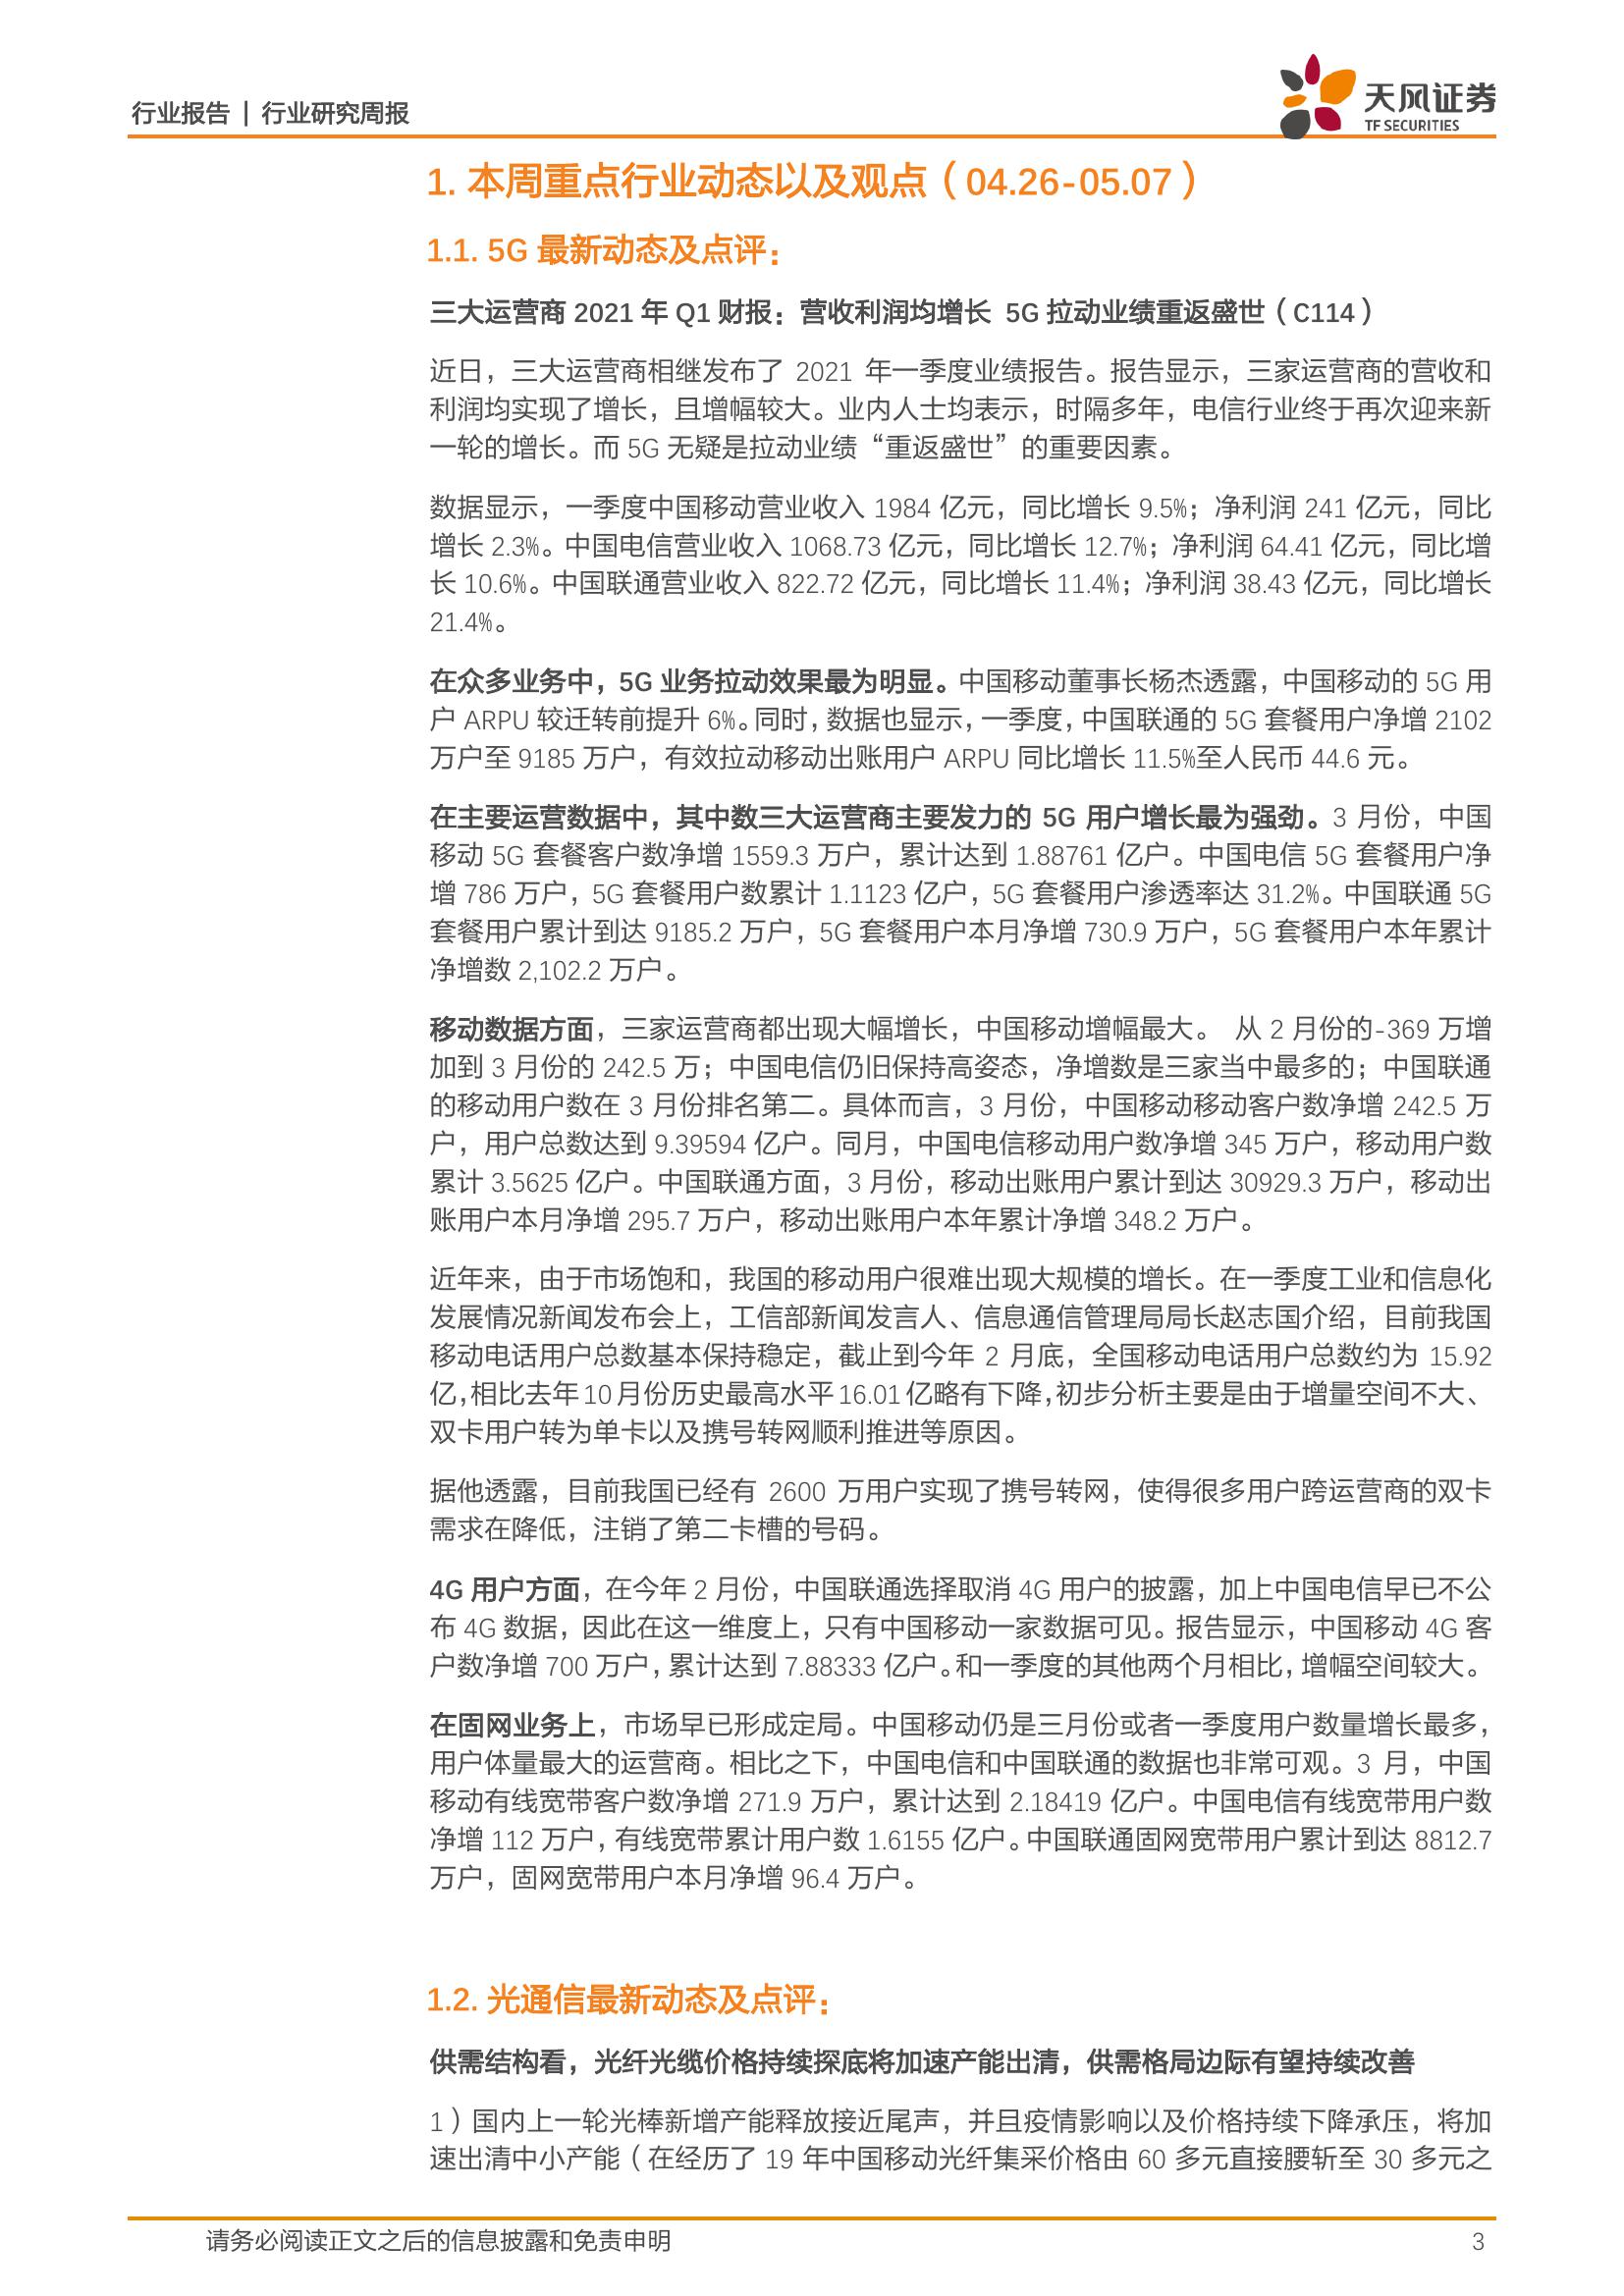 行业报告 | 行业研究周报
天风证券
TF SECURITIES
1. 本周重点行业动态以及观点（04.26-05.07）
1.1. 5G 最新动态及点评：
三大运营商 2021 年 Q1 财报：营收利润均增长 5G 拉动业绩重返盛世（C114）
近日，三大运营商相继发布了 2021 年一季度业绩报告。报告显示，三家运营商的营收和
利润均实现了增长，且增幅较大。业内人士均表示，时隔多年，电信行业终于再次迎来新
一轮的增长。而 5G 无疑是拉动业绩“重返盛世”的重要因素。
数据显示，一季度中国移动营业收入 1984 亿元，同比增长 9.5%；净利润 241 亿元，同比
增长 2.3%。中国电信营业收入 1068.73 亿元，同比增长 12.7%；净利润 64.41 亿元，同比增
长 10.6%。中国联通营业收入 822.72 亿元，同比增长 11.4%；净利润 38.43 亿元，同比增长
21.4%。
在众多业务中，5G 业务拉动效果最为明显。中国移动董事长杨杰透露，中国移动的 5G 用
户 ARPU 较迁转前提升 6%。同时，数据也显示，一季度，中国联通的 5G 套餐用户净增 2102
万户至 9185 万户，有效拉动移动出账用户 ARPU 同比增长 11.5%至人民币 44.6 元。
在主要运营数据中，其中数三大运营商主要发力的 5G 用户增长最为强劲。3 月份，中国
移动 5G 套餐客户数净增 1559.3 万户，累计达到 1.88761 亿户。中国电信 5G 套餐用户净
增 786 万户，5G 套餐用户数累计 1.1123 亿户，5G 套餐用户渗透率达 31.2%。中国联通 5G
套餐用户累计到达 9185.2 万户，5G 套餐用户本月净增 730.9 万户，5G 套餐用户本年累计
净增数 2,102.2 万户。
移动数据方面，三家运营商都出现大幅增长，中国移动增幅最大。 从 2 月份的-369 万增
加到 3 月份的 242.5 万；中国电信仍旧保持高姿态，净增数是三家当中最多的；中国联通
的移动用户数在 3 月份排名第二。具体而言，3 月份，中国移动移动客户数净增 242.5 万
户，用户总数达到 9.39594 亿户。同月，中国电信移动用户数净增 345 万户，移动用户数
累计 3.5625 亿户。中国联通方面，3 月份，移动出账用户累计到达 30929.3 万户，移动出
账用户本月净增 295.7 万户，移动出账用户本年累计净增 348.2 万户。
近年来，由于市场饱和，我国的移动用户很难出现大规模的增长。在一季度工业和信息化
发展情况新闻发布会上，工信部新闻发言人、信息通信管理局局长赵志国介绍，目前我国
移动电话用户总数基本保持稳定，截止到今年 2 月底，全国移动电话用户总数约为 15.92
亿，相比去年 10 月份历史最高水平 16.01 亿略有下降，初步分析主要是由于增量空间不大、
双卡用户转为单卡以及携号转网顺利推进等原因。
据他透露，目前我国已经有 2600 万用户实现了携号转网，使得很多用户跨运营商的双卡
需求在降低，注销了第二卡槽的号码。
4G 用户方面，在今年 2 月份，中国联通选择取消 4G 用户的披露，加上中国电信早已不公
布 4G 数据，因此在这一维度上，只有中国移动一家数据可见。报告显示，中国移动 4G 客
户数净增 700 万户，累计达到 7.88333 亿户。和一季度的其他两个月相比，增幅空间较大。
在固网业务上，市场早已形成定局。中国移动仍是三月份或者一季度用户数量增长最多，
用户体量最大的运营商。相比之下，中国电信和中国联通的数据也非常可观。3 月，中国
移动有线宽带客户数净增 271.9 万户，累计达到 2.18419 亿户。中国电信有线宽带用户数
净增 112 万户，有线宽带累计用户数 1.6155 亿户。中国联通固网宽带用户累计到达 8812.7
万户，固网宽带用户本月净增 96.4 万户。
1.2. 光通信最新动态及点评：
供需结构看，光纤光缆价格持续探底将加速产能出清，供需格局边际有望持续改善
1）国内上一轮光棒新增产能释放接近尾声，并且疫情影响以及价格持续下降承压，将加
速出清中小产能（在经历了 19 年中国移动光纤集采价格由 60 多元直接腰斩至 30 多元之
请务必阅读正文之后的信息披露和免责申明
3